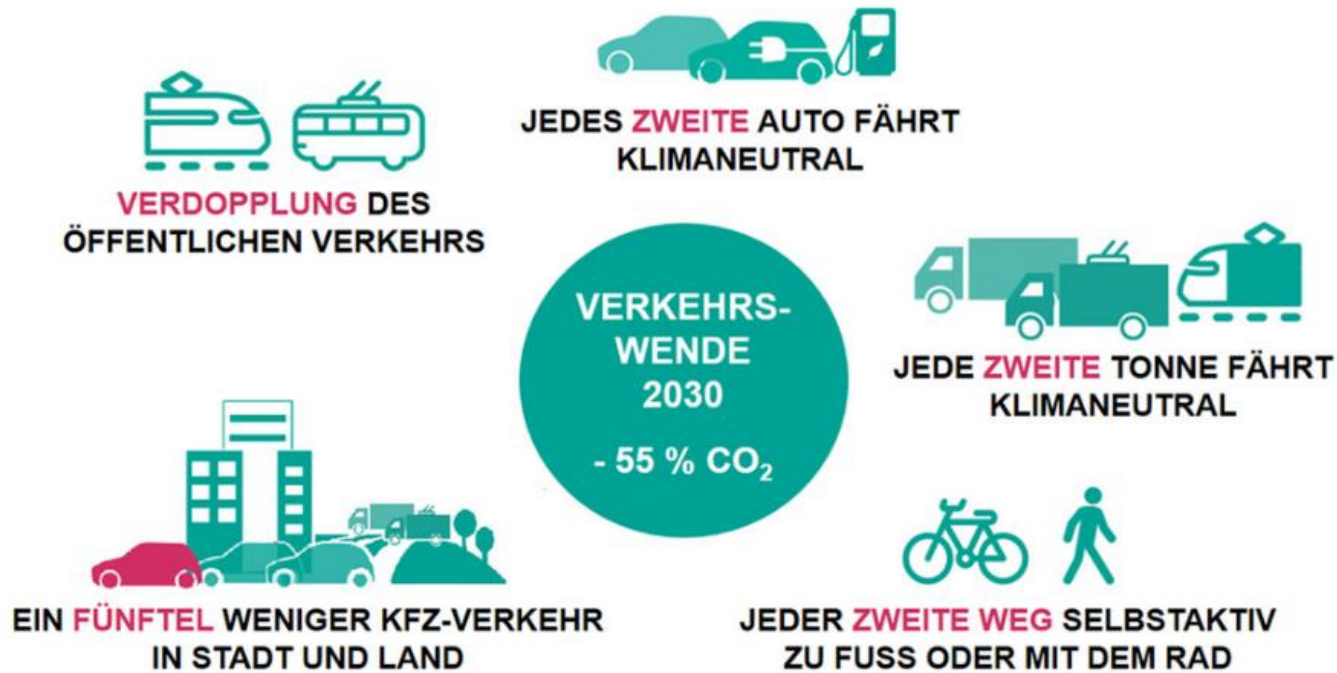 JEDES ZWEITE AUTO FÄHRT
KLIMANEUTRAL
VERDOPPLUNG DES
ÖFFENTLICHEN VERKEHRS
VERKEHRS-
WENDE
2030
- 55 % CO₂
JEDE ZWEITE TONNE FÄHRT
KLIMANEUTRAL
EIN FÜNFTEL WENIGER KFZ-VERKEHR
IN STADT UND LAND
JEDER ZWEITE WEG SELBSTAKTIV
ZU FUSS ODER MIT DEM RAD